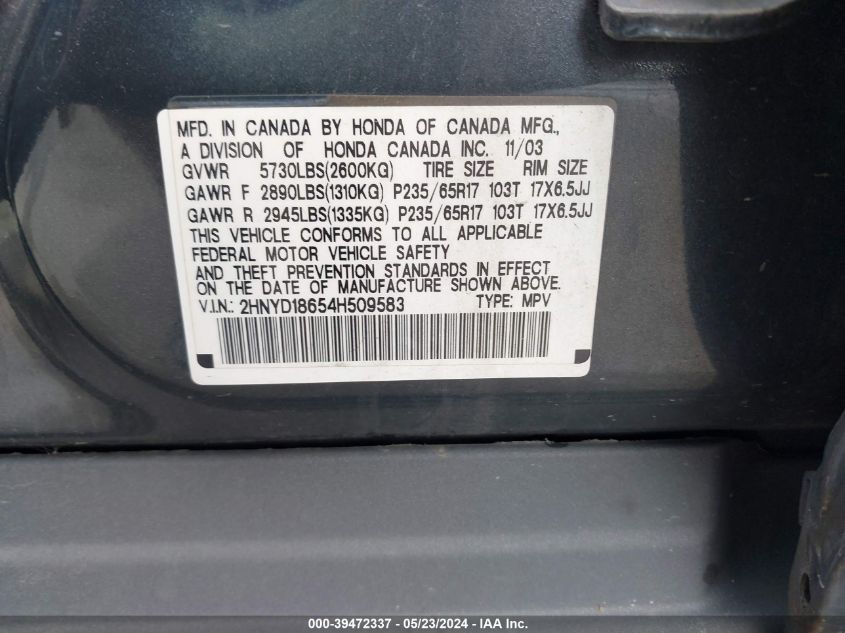 MFD. IN CANADA BY HONDA OF CANADA MFG.,
A DIVISION OF HONDA CANADA INC. 11/03
GVWR 5730LBS(2600KG) TIRE SIZE RIM SIZE
GAWR F 2890LBS(1310KG) P235/65R17 103T 17X6.5JJ
GAWR R 2945LBS(1335KG) P235/65R17 103T 17X6.5JJ
THIS VEHICLE CONFORMS TO ALL APPLICABLE
FEDERAL MOTOR VEHICLE SAFETY
AND THEFT PREVENTION STANDARDS IN EFFECT
ON THE DATE OF MANUFACTURE SHOWN ABOVE.
V.I.N.: 2HNYD18654H509583 TYPE: MPV
000-39472337 - 05/23/2024 - IAA Inc.